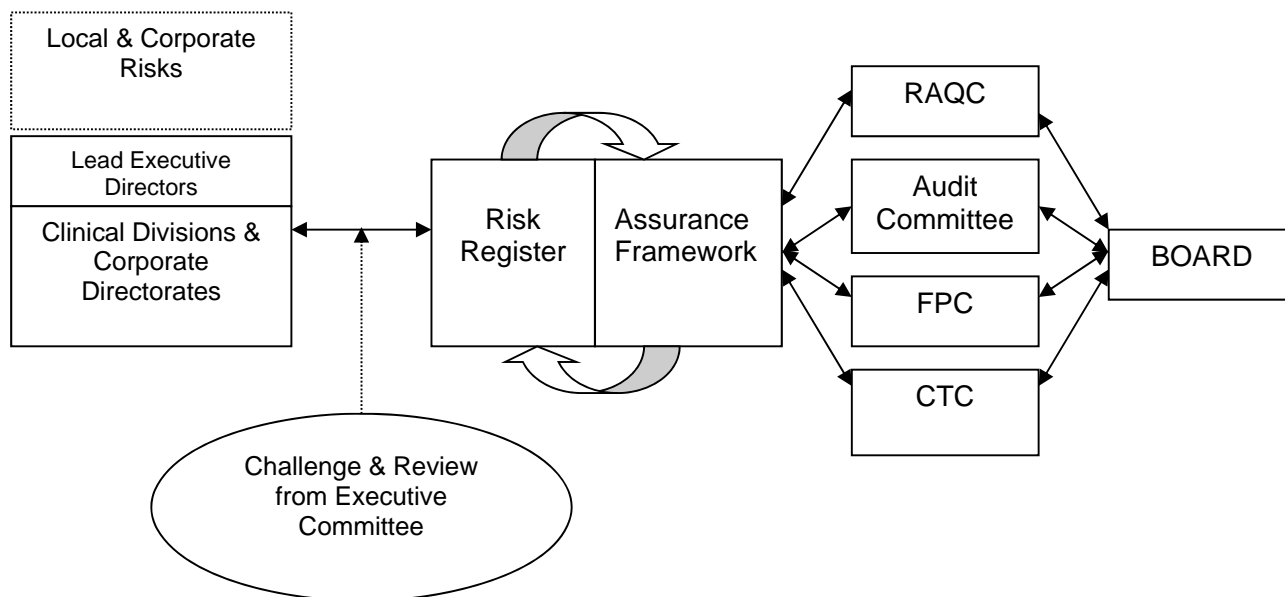 Local & Corporate
Risks
Lead Executive
Directors
Clinical Divisions &
Corporate
Directorates
Challenge & Review
from Executive
Committee
Risk
Register
Assurance
Framework
RAQC
Audit
Committee
FPC
CTC
BOARD